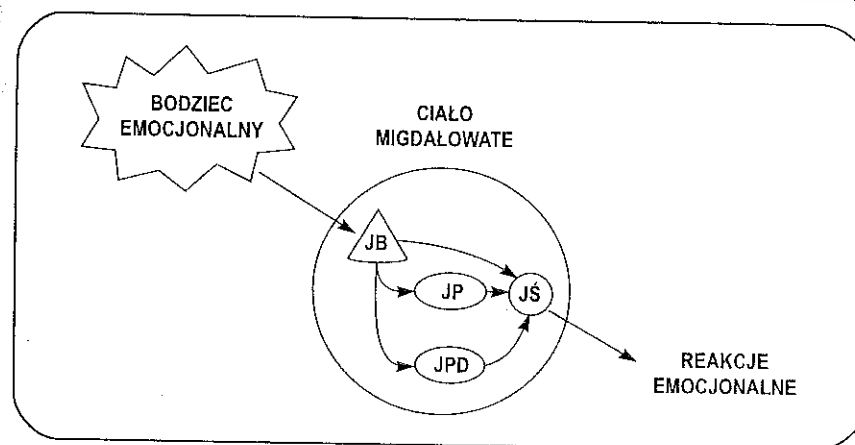 BODZIEC
EMOCJONALNY
CIAŁO
MIGDAŁOWATE
JB
JP
JŚ
JPD
REAKCJE
EMOCJONALNE